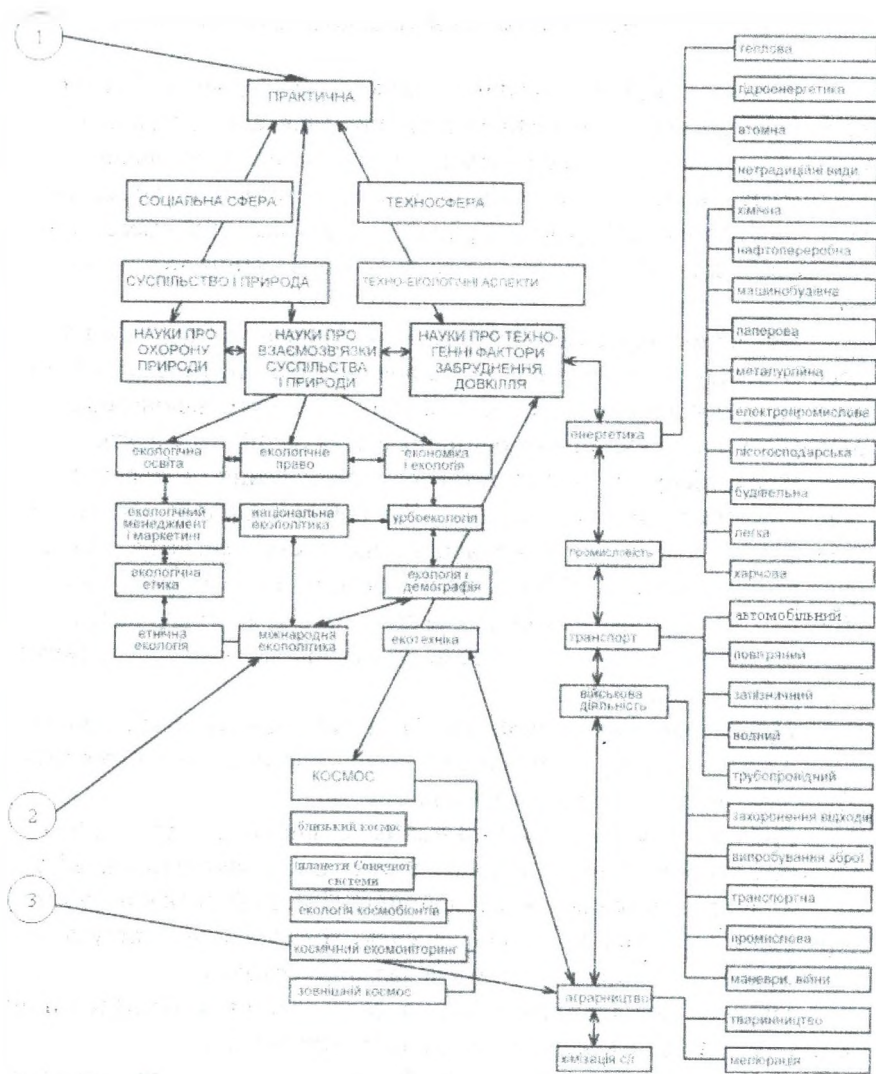 1
ПРАКТИЧНА
СОЦІАЛЬНА СФЕРА
ТЕХНОСФЕРА
СУСПІЛЬСТВО І ПРИРОДА
ТЕХНО-ЕКОЛОГІЧНІ АСПЕКТИ
НАУКИ ПРО
ОХОРОНУ
ПРИРОДИ
НАУКИ ПРО
ВЗАЄМОЗВ'ЯЗКИ
СУСПІЛЬСТВА
І ПРИРОДИ
НАУКИ ПРО ТЕХНО-
ГЕННІ ФАКТОРИ
ЗАБРУДНЕННЯ
ДОВКІЛЛЯ
екологічна
освіта
екологічне
право
економіка
і екологія
екологічний
менеджмент
і маркетинг
національна
екополітика
урбоекологія
екологічна
етика
екологія і
демографія
етнічна
екологія
міжнародна
екополітика
екотехніка
2
КОСМОС
близький космос
планети Сонячної
системи
екологія космобіонтів
3
космічний екомоніторинг
зовнішній космос
енергетика
промисловість
транспорт
військова
діяльність
аграрництво
хімізація с/г
теплова
гідроенергетика
атомна
нетрадиційні види
хімічна
нафтопереробна
машинобудівна
паперова
металургійна
електропромислова
лісогосподарська
будівельна
легка
харчова
автомобільний
повітряний
залізничний
водний
трубопровідний
захоронення відходів
випробування зброї
транспортна
промислова
маневри, війни
тваринництво
меліорація